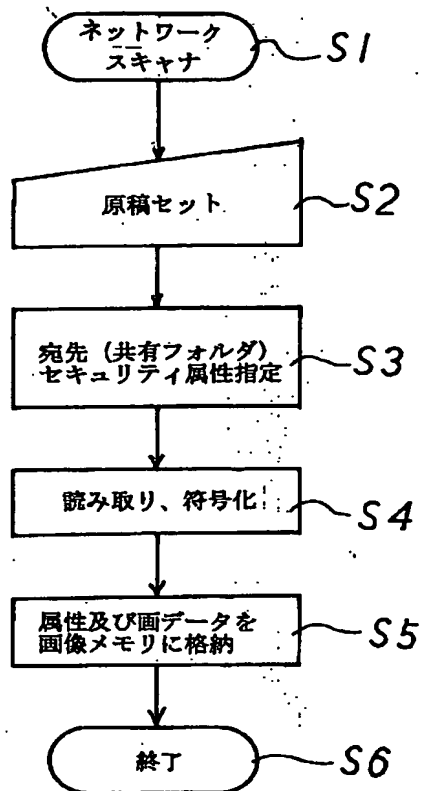 ネットワーク
スキャナ
S1
原稿セット
S2
宛先（共有フォルダ）
セキュリティ属性指定
S3
読み取り、符号化
S4
属性及び画データを
画像メモリに格納
S5
終了
S6